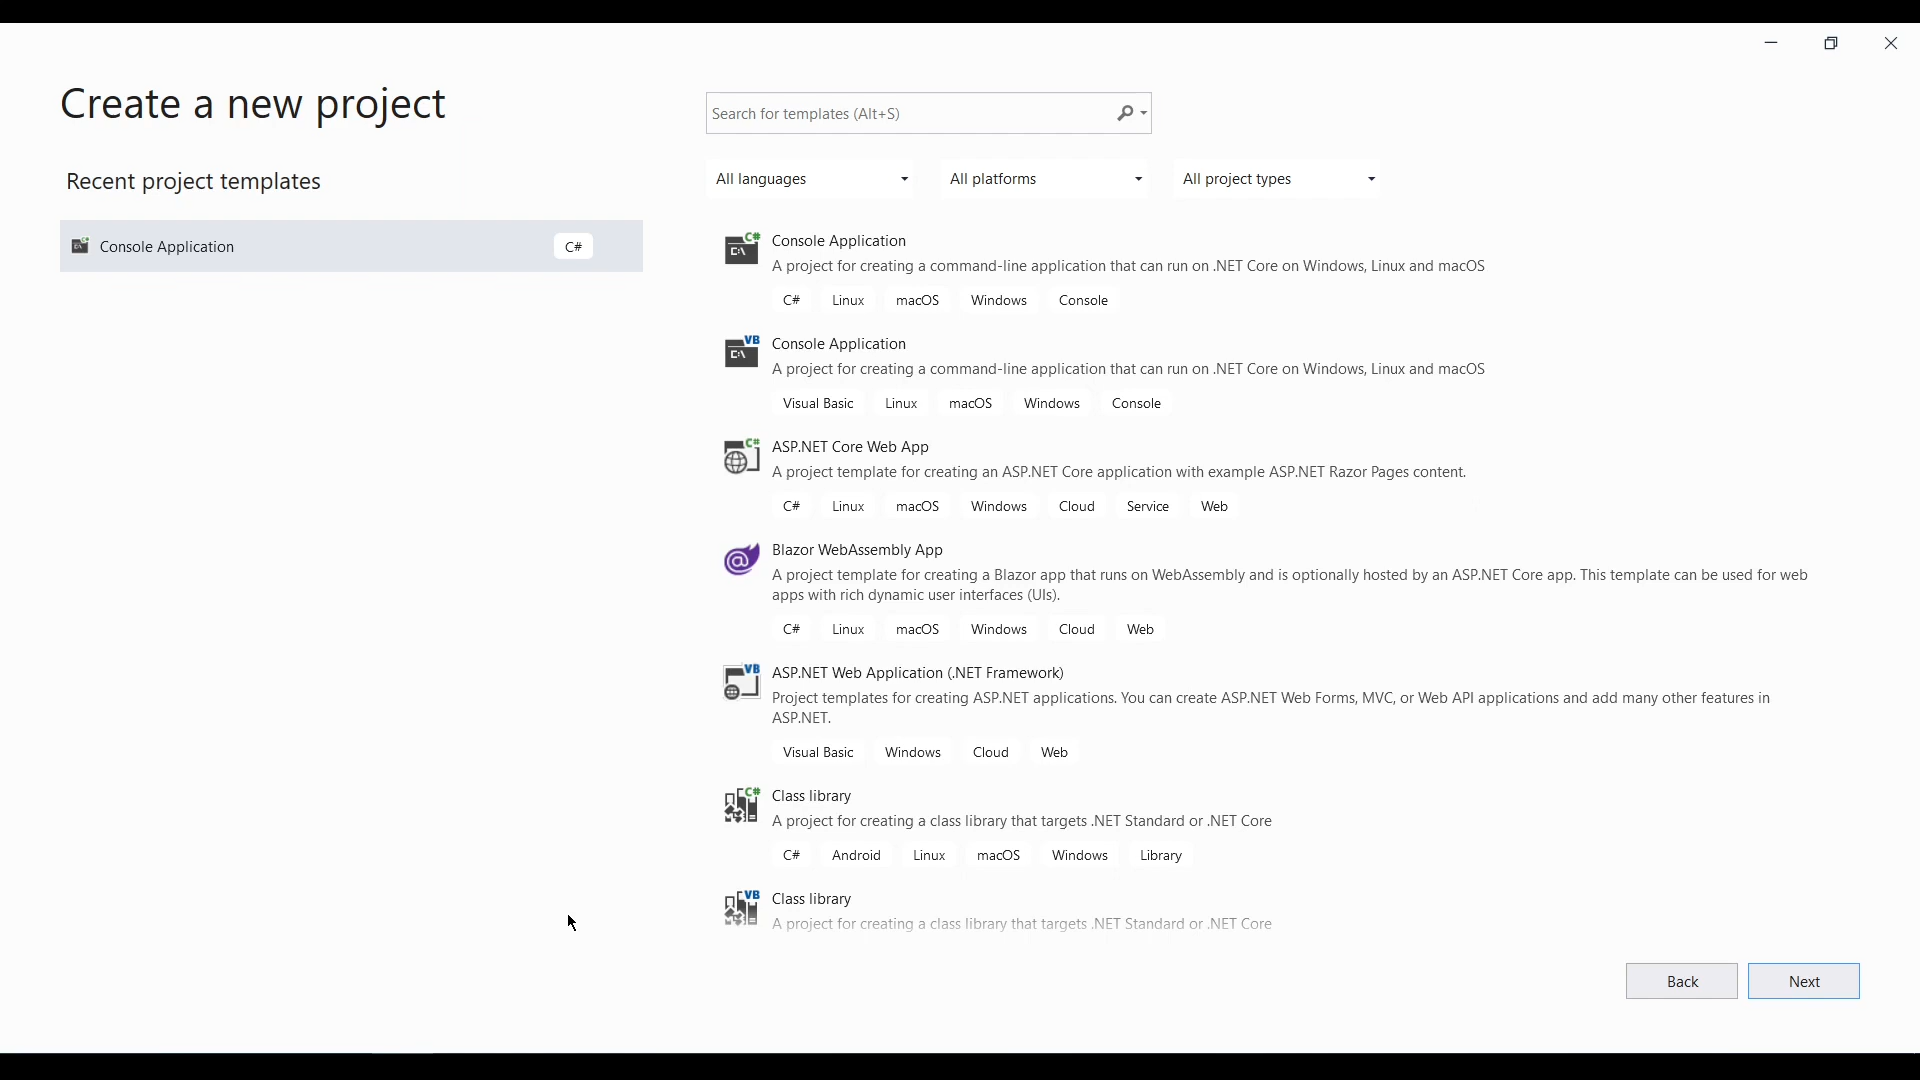 Create a new project
Search for templates (Alt+S)
Recent project templates
All languages
All platforms
All project types
Console Application
C#
C#
Console Application
A project for creating a command-line application that can run on .NET Core on Windows, Linux and macOS
C# Linux macOS Windows Console
VB
Console Application
A project for creating a command-line application that can run on .NET Core on Windows, Linux and macOS
Visual Basic Linux macOS Windows Console
C#
ASP.NET Core Web App
A project template for creating an ASP.NET Core application with example ASP.NET Razor Pages content.
C# Linux macOS Windows Cloud Service Web
Blazor WebAssembly App
A project template for creating a Blazor app that runs on WebAssembly and is optionally hosted by an ASP.NET Core app. This template can be used for web
apps with rich dynamic user interfaces (UIs).
C# Linux macOS Windows Cloud Web
VB
ASP.NET Web Application (.NET Framework)
Project templates for creating ASP.NET applications. You can create ASP.NET Web Forms, MVC, or Web API applications and add many other features in
ASP.NET.
Visual Basic Windows Cloud Web
C#
Class library
A project for creating a class library that targets .NET Standard or .NET Core
C# Android Linux macOS Windows Library
VB
Class library
A project for creating a class library that targets .NET Standard or .NET Core
Back
Next